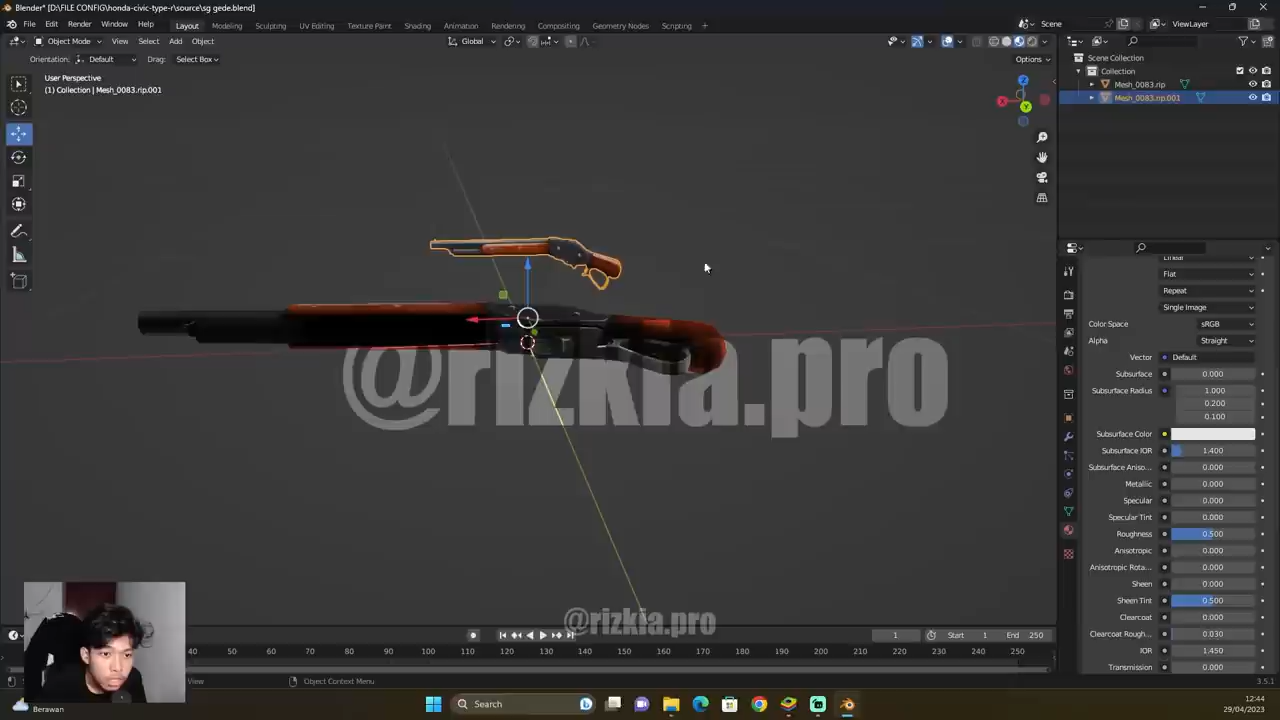 Blender* [D:\FILE CONFIG\honda-civic-type-r\source\sg gede.blend]
File Edit Render Window Help Layout Modeling Sculpting UV Editing Texture Paint Shading Animation Rendering Compositing Geometry Nodes Scripting + Scene ViewLayer
Object Mode View Select Add Object Global
Orientation: Default Drag: Select Box Options
User Perspective
(1) Collection | Mesh_0083.rip.001
Scene Collection
Collection
Mesh_0083.rip
Mesh_0083.rip.001
Z
X
Y
Linear
Flat
Repeat
Single Image
Color Space sRGB
Alpha Straight
Vector Default
Subsurface 0.000
Subsurface Radius 1.000
0.200
0.100
Subsurface Color
Subsurface IOR 1.400
Subsurface Aniso... 0.000
Metallic 0.000
Specular 0.000
Specular Tint 0.000
Roughness 0.500
Anisotropic 0.000
Anisotropic Rota... 0.000
Sheen 0.000
Sheen Tint 0.500
Clearcoat 0.000
Clearcoat Rough... 0.030
IOR 1.450
Transmission 0.000
@rizkia.pro
@rizkia.pro
1 Start 1 End 250
40 50 60 70 80 90 100 110 120 130 140 150 160 170 180 190 200 210 220 230 240 250
View Object Context Menu 3.5.1
Berawan
Search
12:44
29/04/2023